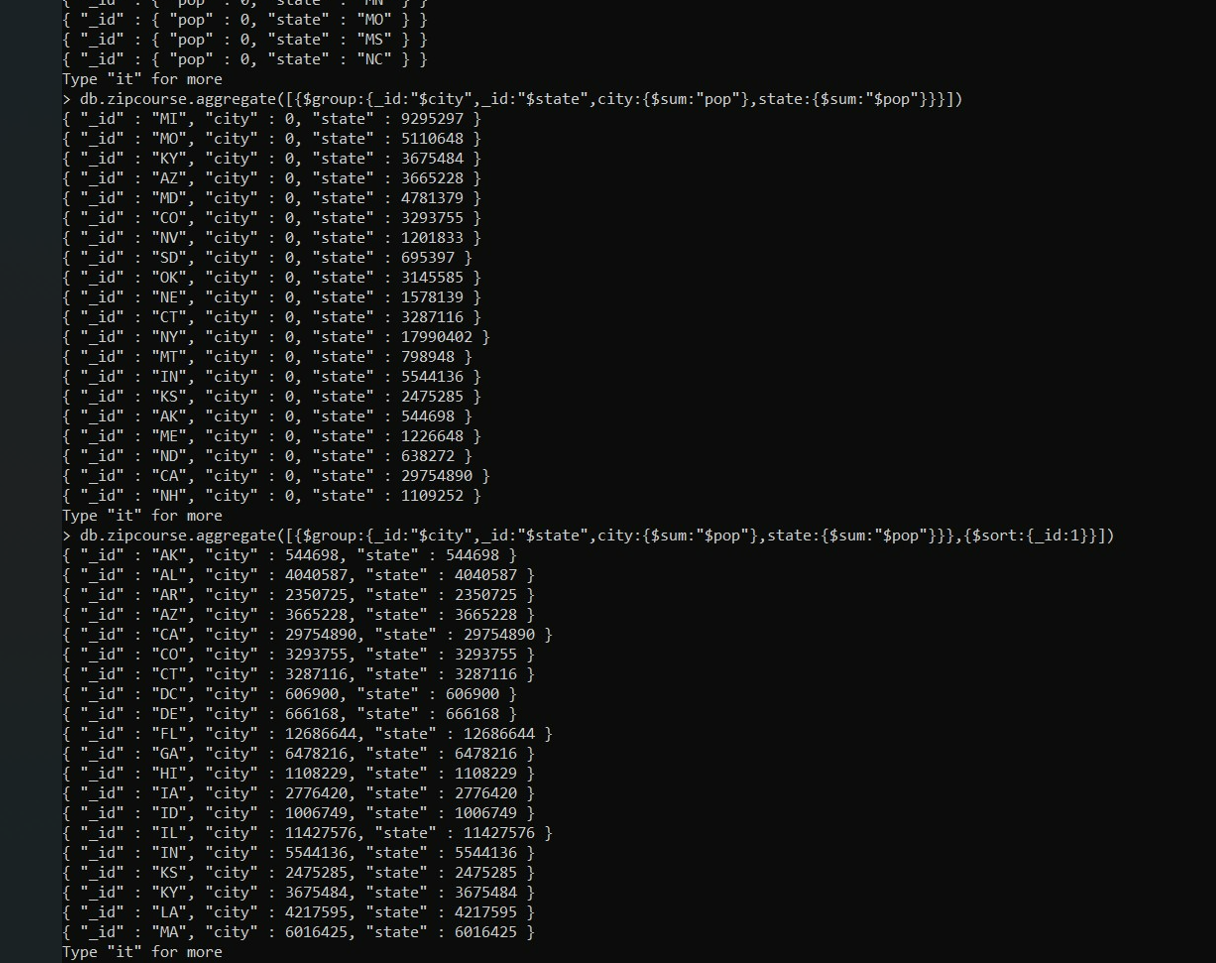 { "_id" : { "pop" : 0, "state" : "MN" } }
{ "_id" : { "pop" : 0, "state" : "MO" } }
{ "_id" : { "pop" : 0, "state" : "MS" } }
{ "_id" : { "pop" : 0, "state" : "NC" } }
Type "it" for more
> db.zipcourse.aggregate([{$group:{_id:"$city",_id:"$state",city:{$sum:"pop"},state:{$sum:"$pop"}}}])
{ "_id" : "MI", "city" : 0, "state" : 9295297 }
{ "_id" : "MO", "city" : 0, "state" : 5110648 }
{ "_id" : "KY", "city" : 0, "state" : 3675484 }
{ "_id" : "AZ", "city" : 0, "state" : 3665228 }
{ "_id" : "MD", "city" : 0, "state" : 4781379 }
{ "_id" : "CO", "city" : 0, "state" : 3293755 }
{ "_id" : "NV", "city" : 0, "state" : 1201833 }
{ "_id" : "SD", "city" : 0, "state" : 695397 }
{ "_id" : "OK", "city" : 0, "state" : 3145585 }
{ "_id" : "NE", "city" : 0, "state" : 1578139 }
{ "_id" : "CT", "city" : 0, "state" : 3287116 }
{ "_id" : "NY", "city" : 0, "state" : 17990402 }
{ "_id" : "MT", "city" : 0, "state" : 798948 }
{ "_id" : "IN", "city" : 0, "state" : 5544136 }
{ "_id" : "KS", "city" : 0, "state" : 2475285 }
{ "_id" : "AK", "city" : 0, "state" : 544698 }
{ "_id" : "ME", "city" : 0, "state" : 1226648 }
{ "_id" : "ND", "city" : 0, "state" : 638272 }
{ "_id" : "CA", "city" : 0, "state" : 29754890 }
{ "_id" : "NH", "city" : 0, "state" : 1109252 }
Type "it" for more
> db.zipcourse.aggregate([{$group:{_id:"$city",_id:"$state",city:{$sum:"$pop"},state:{$sum:"$pop"}}},{$sort:{_id:1}}])
{ "_id" : "AK", "city" : 544698, "state" : 544698 }
{ "_id" : "AL", "city" : 4040587, "state" : 4040587 }
{ "_id" : "AR", "city" : 2350725, "state" : 2350725 }
{ "_id" : "AZ", "city" : 3665228, "state" : 3665228 }
{ "_id" : "CA", "city" : 29754890, "state" : 29754890 }
{ "_id" : "CO", "city" : 3293755, "state" : 3293755 }
{ "_id" : "CT", "city" : 3287116, "state" : 3287116 }
{ "_id" : "DC", "city" : 606900, "state" : 606900 }
{ "_id" : "DE", "city" : 666168, "state" : 666168 }
{ "_id" : "FL", "city" : 12686644, "state" : 12686644 }
{ "_id" : "GA", "city" : 6478216, "state" : 6478216 }
{ "_id" : "HI", "city" : 1108229, "state" : 1108229 }
{ "_id" : "IA", "city" : 2776420, "state" : 2776420 }
{ "_id" : "ID", "city" : 1006749, "state" : 1006749 }
{ "_id" : "IL", "city" : 11427576, "state" : 11427576 }
{ "_id" : "IN", "city" : 5544136, "state" : 5544136 }
{ "_id" : "KS", "city" : 2475285, "state" : 2475285 }
{ "_id" : "KY", "city" : 3675484, "state" : 3675484 }
{ "_id" : "LA", "city" : 4217595, "state" : 4217595 }
{ "_id" : "MA", "city" : 6016425, "state" : 6016425 }
Type "it" for more